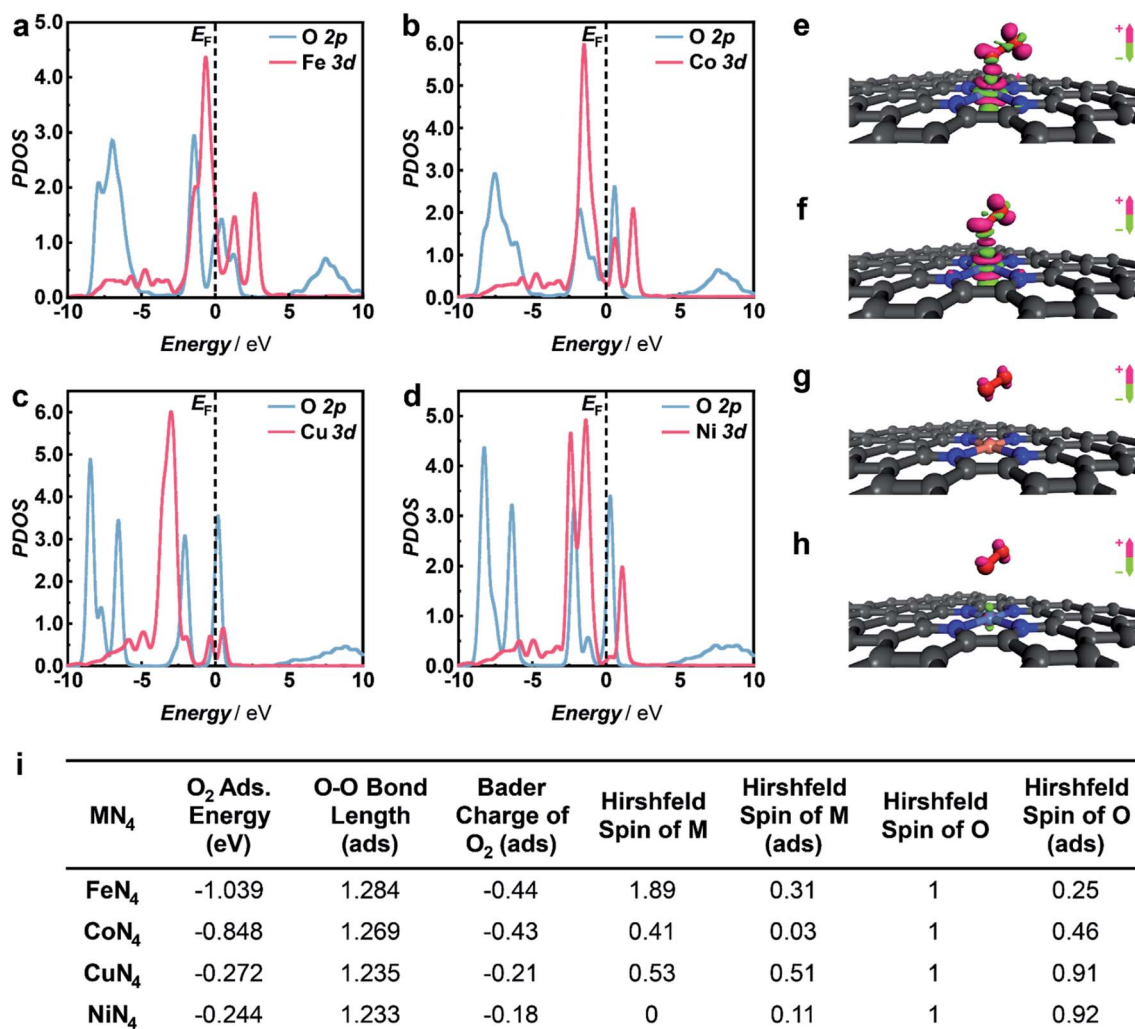 a
5.0
4.0
3.0
2.0
1.0
0.0
-10
-5
0
5
10
E_F
O 2p
Fe 3d
PDOS
Energy / eV
b
6.0
5.0
4.0
3.0
2.0
1.0
0.0
-10
-5
0
5
10
E_F
O 2p
Co 3d
PDOS
Energy / eV
c
6.0
5.0
4.0
3.0
2.0
1.0
0.0
-10
-5
0
5
10
E_F
O 2p
Cu 3d
PDOS
Energy / eV
d
5.0
4.0
3.0
2.0
1.0
0.0
-10
-5
0
5
10
E_F
O 2p
Ni 3d
PDOS
Energy / eV
e
+
−
f
+
−
g
+
−
h
+
−
i
MN₄
O₂ Ads.
Energy
(eV)
O-O Bond
Length
(ads)
Bader
Charge of
O₂ (ads)
Hirshfeld
Spin of M
Hirshfeld
Spin of M
(ads)
Hirshfeld
Spin of O
Hirshfeld
Spin of O
(ads)
FeN₄ -1.039 1.284 -0.44 1.89 0.31 1 0.25
CoN₄ -0.848 1.269 -0.43 0.41 0.03 1 0.46
CuN₄ -0.272 1.235 -0.21 0.53 0.51 1 0.91
NiN₄ -0.244 1.233 -0.18 0 0.11 1 0.92